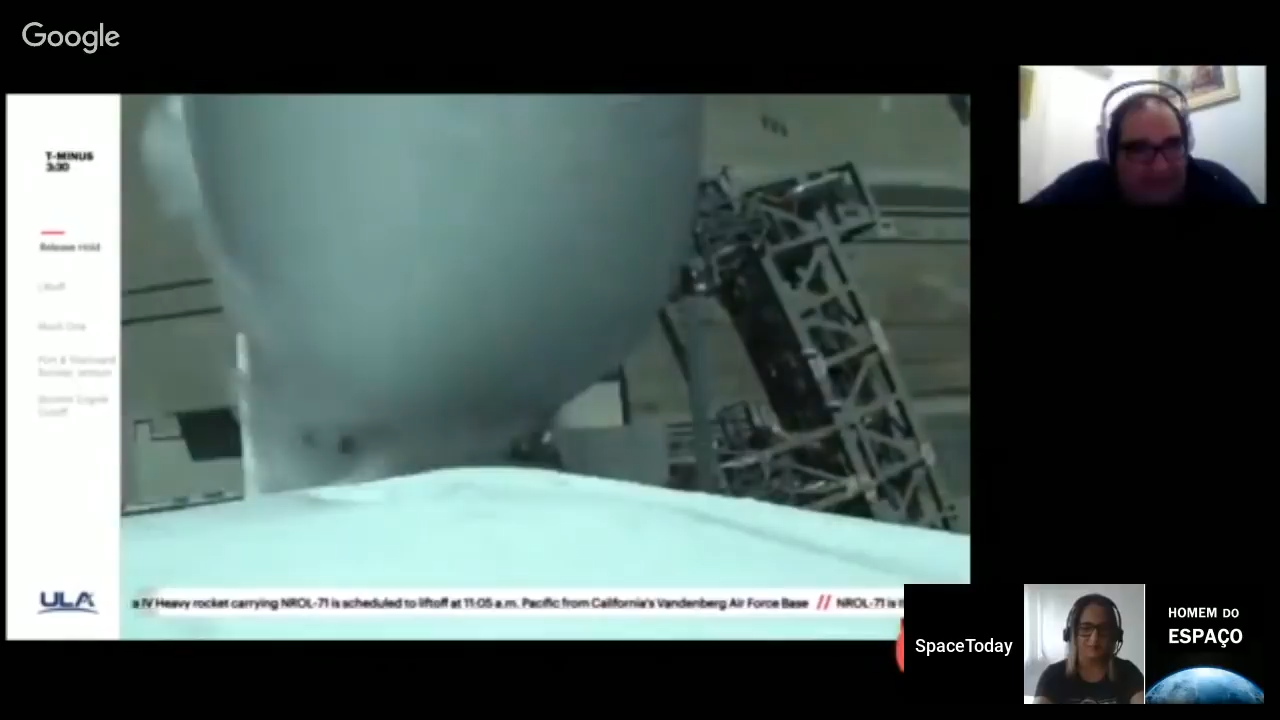 Google
T-MINUS
3:30
Release Hold
Liftoff
ULA
a IV Heavy rocket carrying NROL-71 is scheduled to liftoff at 11:05 a.m. Pacific from California's Vandenberg Air Force Base // NROL-71 is
SpaceToday
HOMEM DO
ESPAÇO